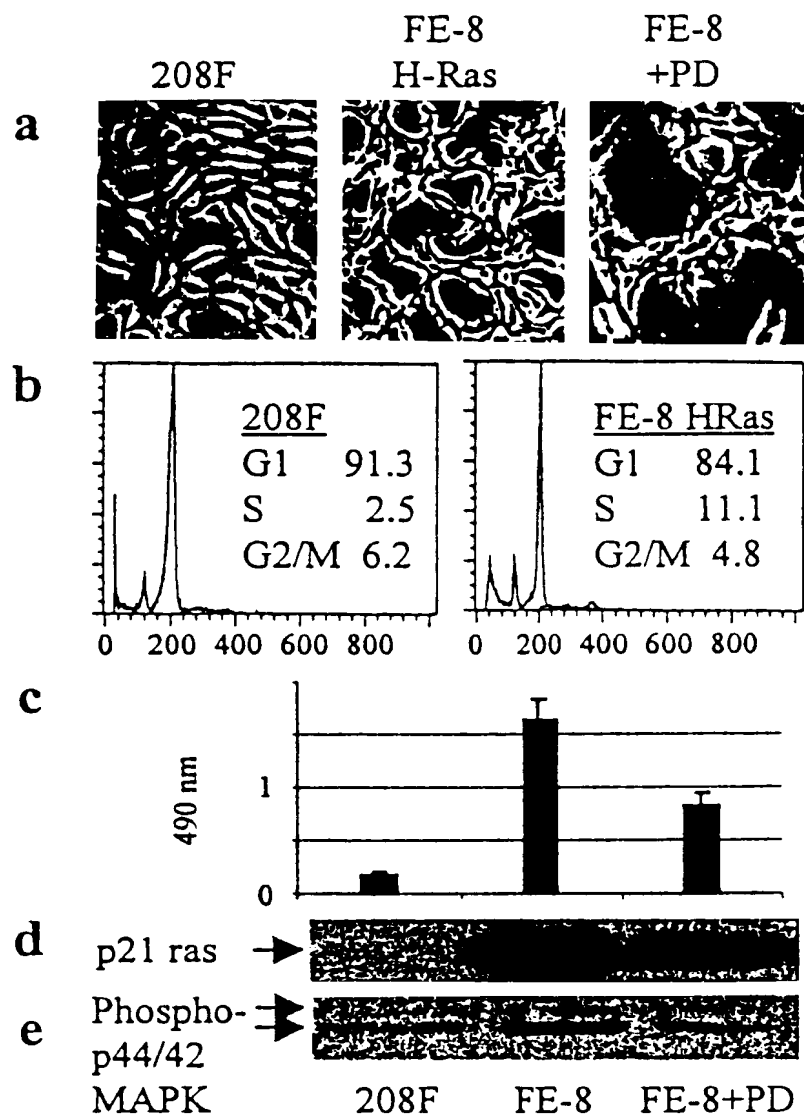 FE-8 FE-8
208F H-Ras +PD
a
b
208F
G1 91.3
S 2.5
G2/M 6.2
0 200 400 600 800
FE-8 HRas
G1 84.1
S 11.1
G2/M 4.8
0 200 400 600 800
c
490 nm
1
0
d p21 ras
e Phospho-
p44/42
MAPK 208F FE-8 FE-8+PD